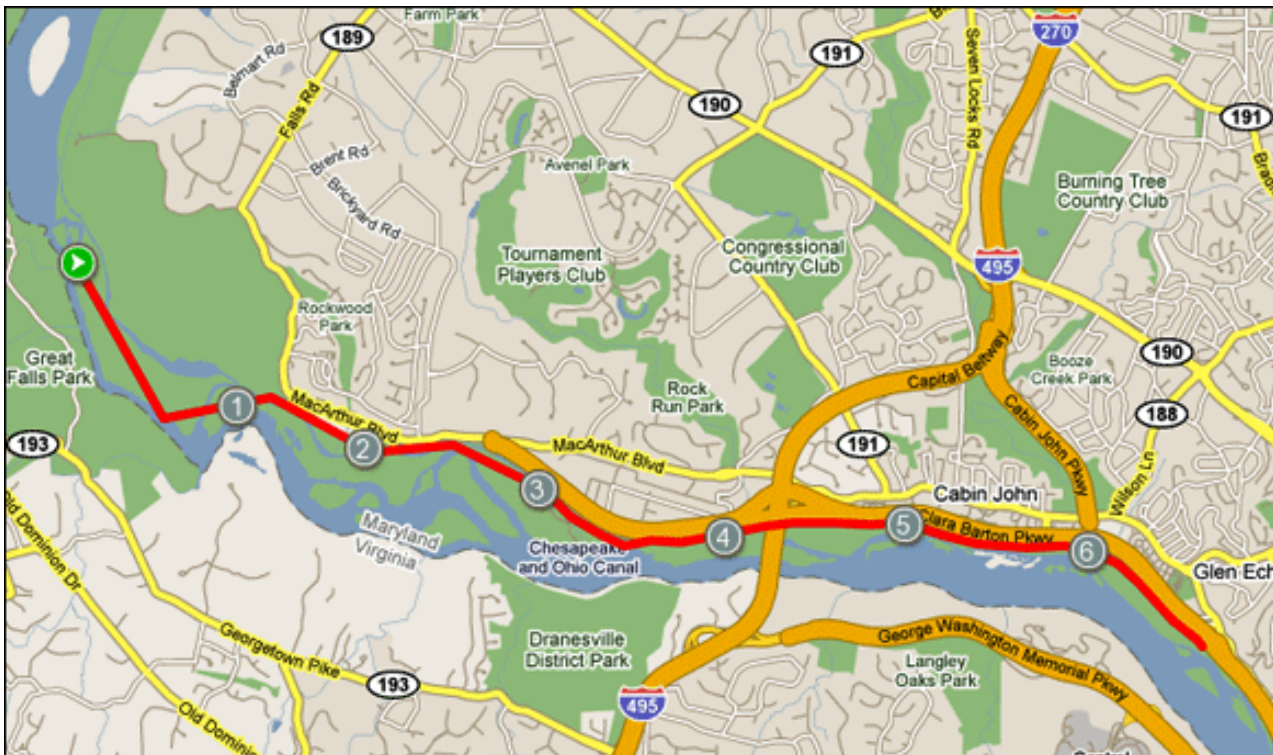 Farm Park
189
Belmart Rd
191
Seven Locks Rd
270
190
191
Falls Rd
Brent Rd
Brickyard Rd
Avenel Park
Burning Tree
Country Club
Tournament
Players Club
Congressional
Country Club
495
Rockwood
Park
Great
Falls Park
Rock
Run Park
Capital Beltway
Booze
Creek Park
190
188
1
MacArthur Blvd
2
193
MacArthur Blvd
191
Cabin John Pkwy
Wilson Ln
3
Cabin John
4
5
Clara Barton Pkwy
6
Glen Ech
Old Dominion Dr
Maryland
Virginia
Chesapeake
and Ohio Canal
Georgetown Pike
Dranesville
District Park
George Washington Memorial Pkwy
Langley
Oaks Park
193
495
Old Dominio